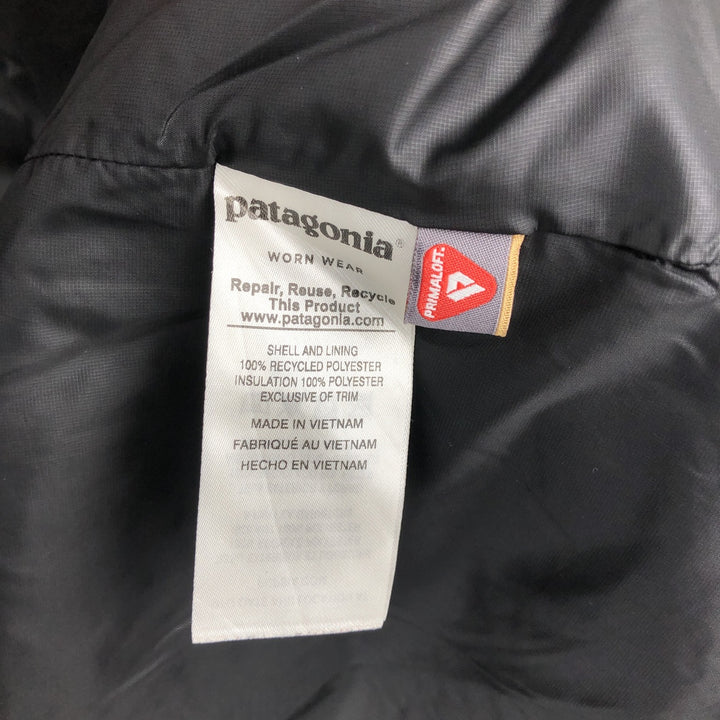 patagonia®
WORN WEAR
Repair, Reuse, Recycle
This Product
www.patagonia.com
SHELL AND LINING
100% RECYCLED POLYESTER
INSULATION 100% POLYESTER
EXCLUSIVE OF TRIM
MADE IN VIETNAM
FABRIQUÉ AU VIETNAM
HECHO EN VIETNAM
PRIMALOFT.